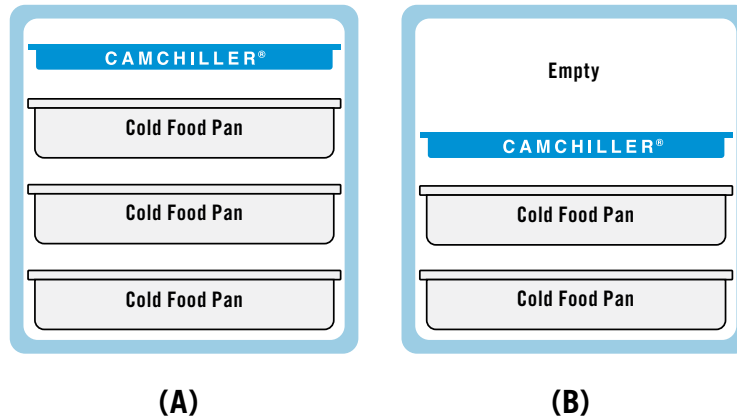 CAMCHILLER®
Cold Food Pan
Cold Food Pan
Cold Food Pan
(A)
Empty
CAMCHILLER®
Cold Food Pan
Cold Food Pan
(B)